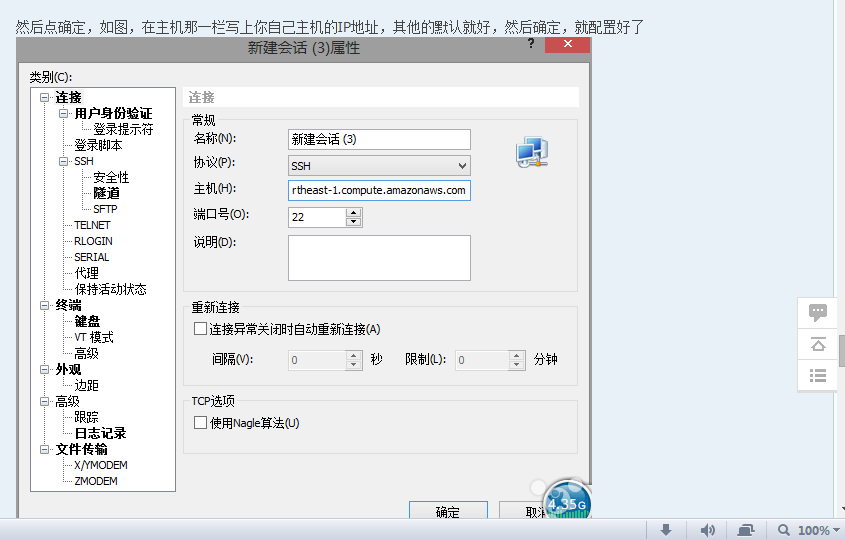 然后点确定，如图，在主机那一栏写上你自己主机的IP地址，其他的默认就好，然后确定，就配置好了
新建会话 (3)属性
?
类别(C):
连接
用户身份验证
登录提示符
登录脚本
SSH
安全性
隧道
SFTP
TELNET
RLOGIN
SERIAL
代理
保持活动状态
终端
键盘
VT 模式
高级
外观
边距
高级
跟踪
日志记录
文件传输
X/YMODEM
ZMODEM
连接
常规
名称(N): 新建会话 (3)
协议(P): SSH
主机(H): rtheast-1.compute.amazonaws.com
端口号(O): 22
说明(D):
重新连接
连接异常关闭时自动重新连接(A)
间隔(V): 0 秒 限制(L): 0 分钟
TCP选项
使用Nagle算法(U)
确定 取
4.35G
100%